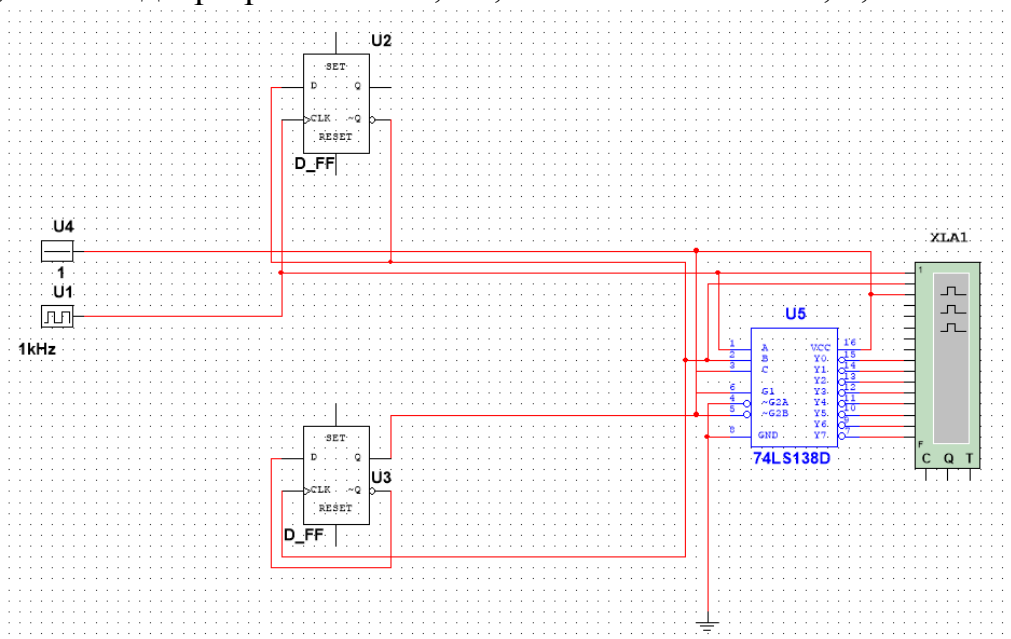 U2
SET
D Q
CLK ~Q
RESET
D_FF
U4
1
U1
1kHz
XLA1
1
F
C Q T
U5
1 A VCC 16
2 B Y0 15
3 C Y1 14
Y2 13
6 G1 Y3 12
4 ~G2A Y4 11
5 ~G2B Y5 10
Y6 9
8 GND Y7 7
74LS138D
SET
D Q
U3
CLK ~Q
RESET
D_FF